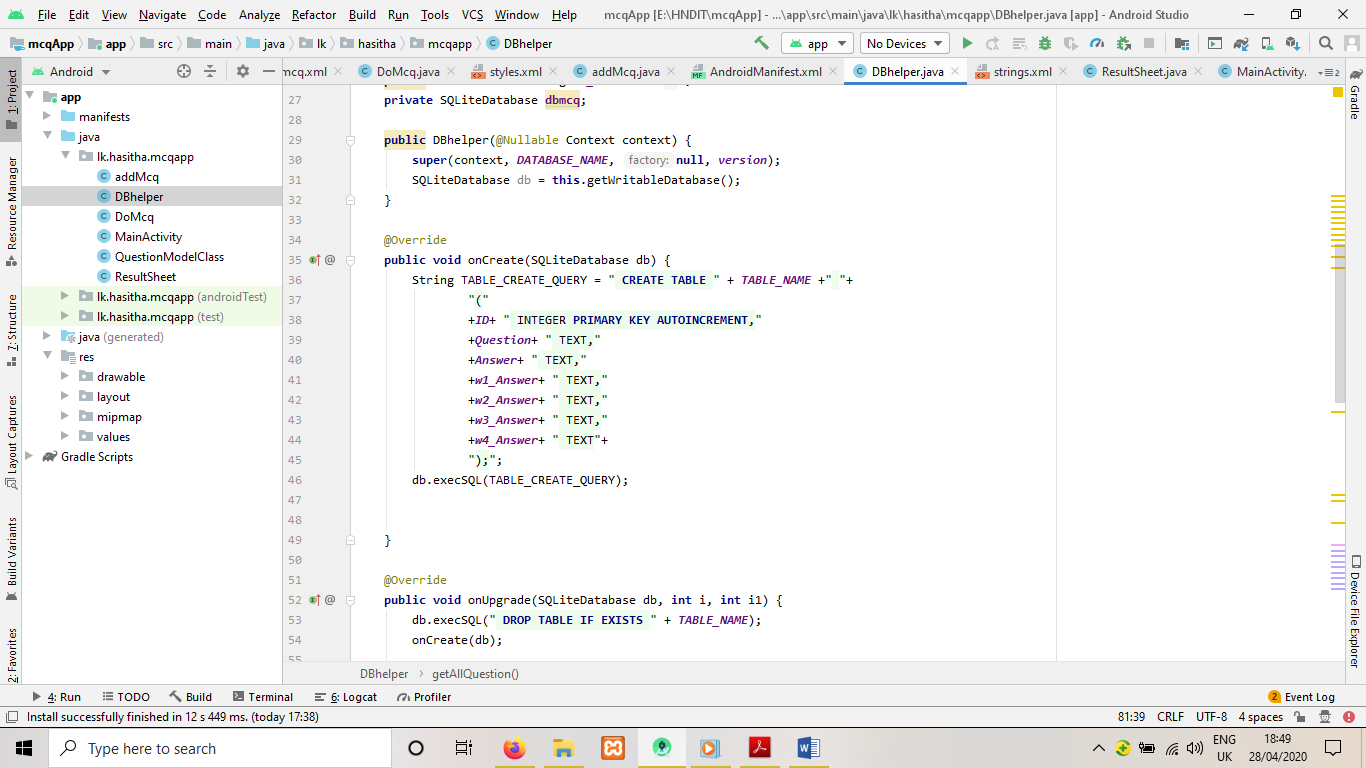 File Edit View Navigate Code Analyze Refactor Build Run Tools VCS Window Help mcqApp [E:\HNDIT\mcqApp] - ...\app\src\main\java\lk\hasitha\mcqapp\DBhelper.java [app] - Android Studio
mcqApp app src main java lk hasitha mcqapp DBhelper app No Devices
Android mcq.xml DoMcq.java styles.xml addMcq.java AndroidManifest.xml DBhelper.java strings.xml ResultSheet.java MainActivity. 2
1: Project
Resource Manager
7: Structure
Layout Captures
Build Variants
2: Favorites
app
manifests
java
lk.hasitha.mcqapp
addMcq
DBhelper
DoMcq
MainActivity
QuestionModelClass
ResultSheet
lk.hasitha.mcqapp (androidTest)
lk.hasitha.mcqapp (test)
java (generated)
res
drawable
layout
mipmap
values
Gradle Scripts
27 private SQLiteDatabase dbmcq;
28
29 public DBhelper(@Nullable Context context) {
30 super(context, DATABASE_NAME, factory: null, version);
31 SQLiteDatabase db = this.getWritableDatabase();
32 }
33
34 @Override
35 @ public void onCreate(SQLiteDatabase db) {
36 String TABLE_CREATE_QUERY = " CREATE TABLE " + TABLE_NAME +" "+
37 "("
38 +ID+ " INTEGER PRIMARY KEY AUTOINCREMENT,"
39 +Question+ " TEXT,"
40 +Answer+ " TEXT,"
41 +w1_Answer+ " TEXT,"
42 +w2_Answer+ " TEXT,"
43 +w3_Answer+ " TEXT,"
44 +w4_Answer+ " TEXT"+
45 ");";
46 db.execSQL(TABLE_CREATE_QUERY);
47
48
49 }
50
51 @Override
52 @ public void onUpgrade(SQLiteDatabase db, int i, int i1) {
53 db.execSQL(" DROP TABLE IF EXISTS " + TABLE_NAME);
54 onCreate(db);
55
Gradle
Device File Explorer
DBhelper › getAllQuestion()
4: Run TODO Build Terminal 6: Logcat Profiler 2 Event Log
Install successfully finished in 12 s 449 ms. (today 17:38) 81:39 CRLF UTF-8 4 spaces
Type here to search
ENG 18:49
UK 28/04/2020